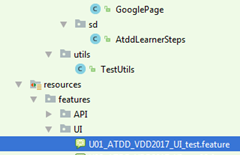 GooglePage
sd
AtddLearnerSteps
utils
TestUtils
resources
features
API
UI
U01_ATDD_VDD2017_UI_test.feature